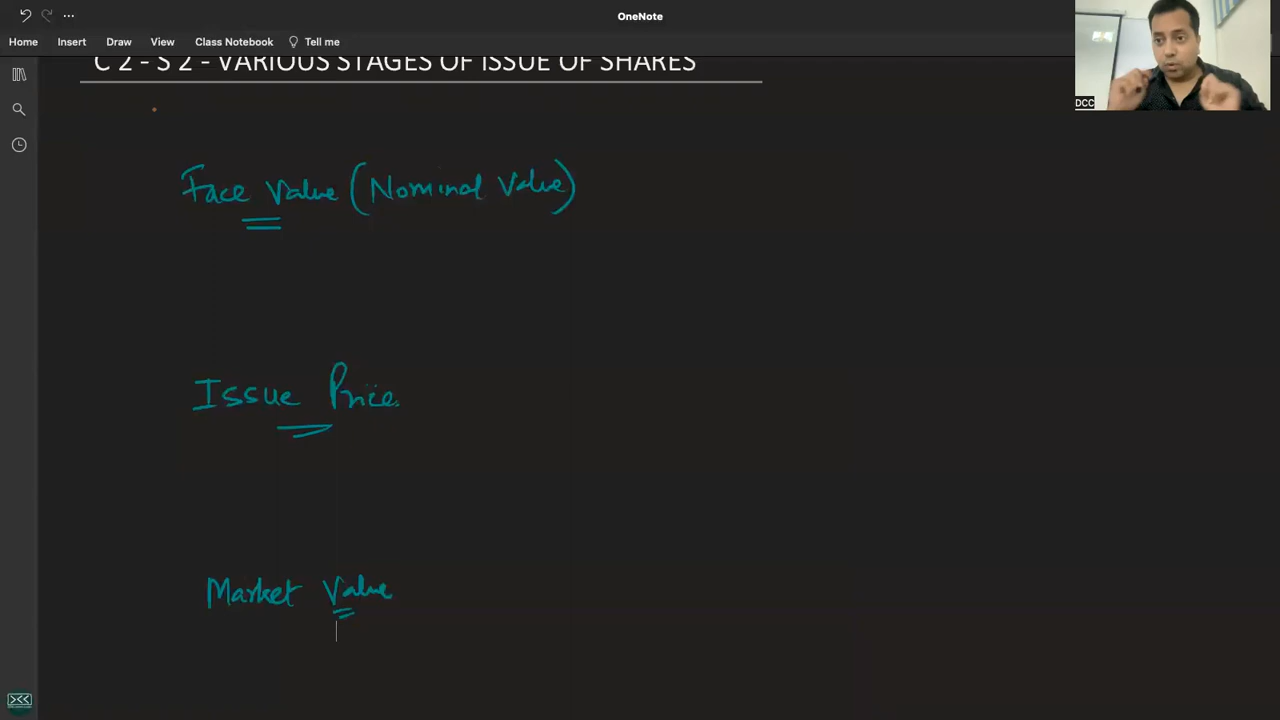 OneNote
Home Insert Draw View Class Notebook Tell me
C 2 - S 2 - VARIOUS STAGES OF ISSUE OF SHARES
DCC
Face Value (Nominal Value)
Issue Price
Market Value